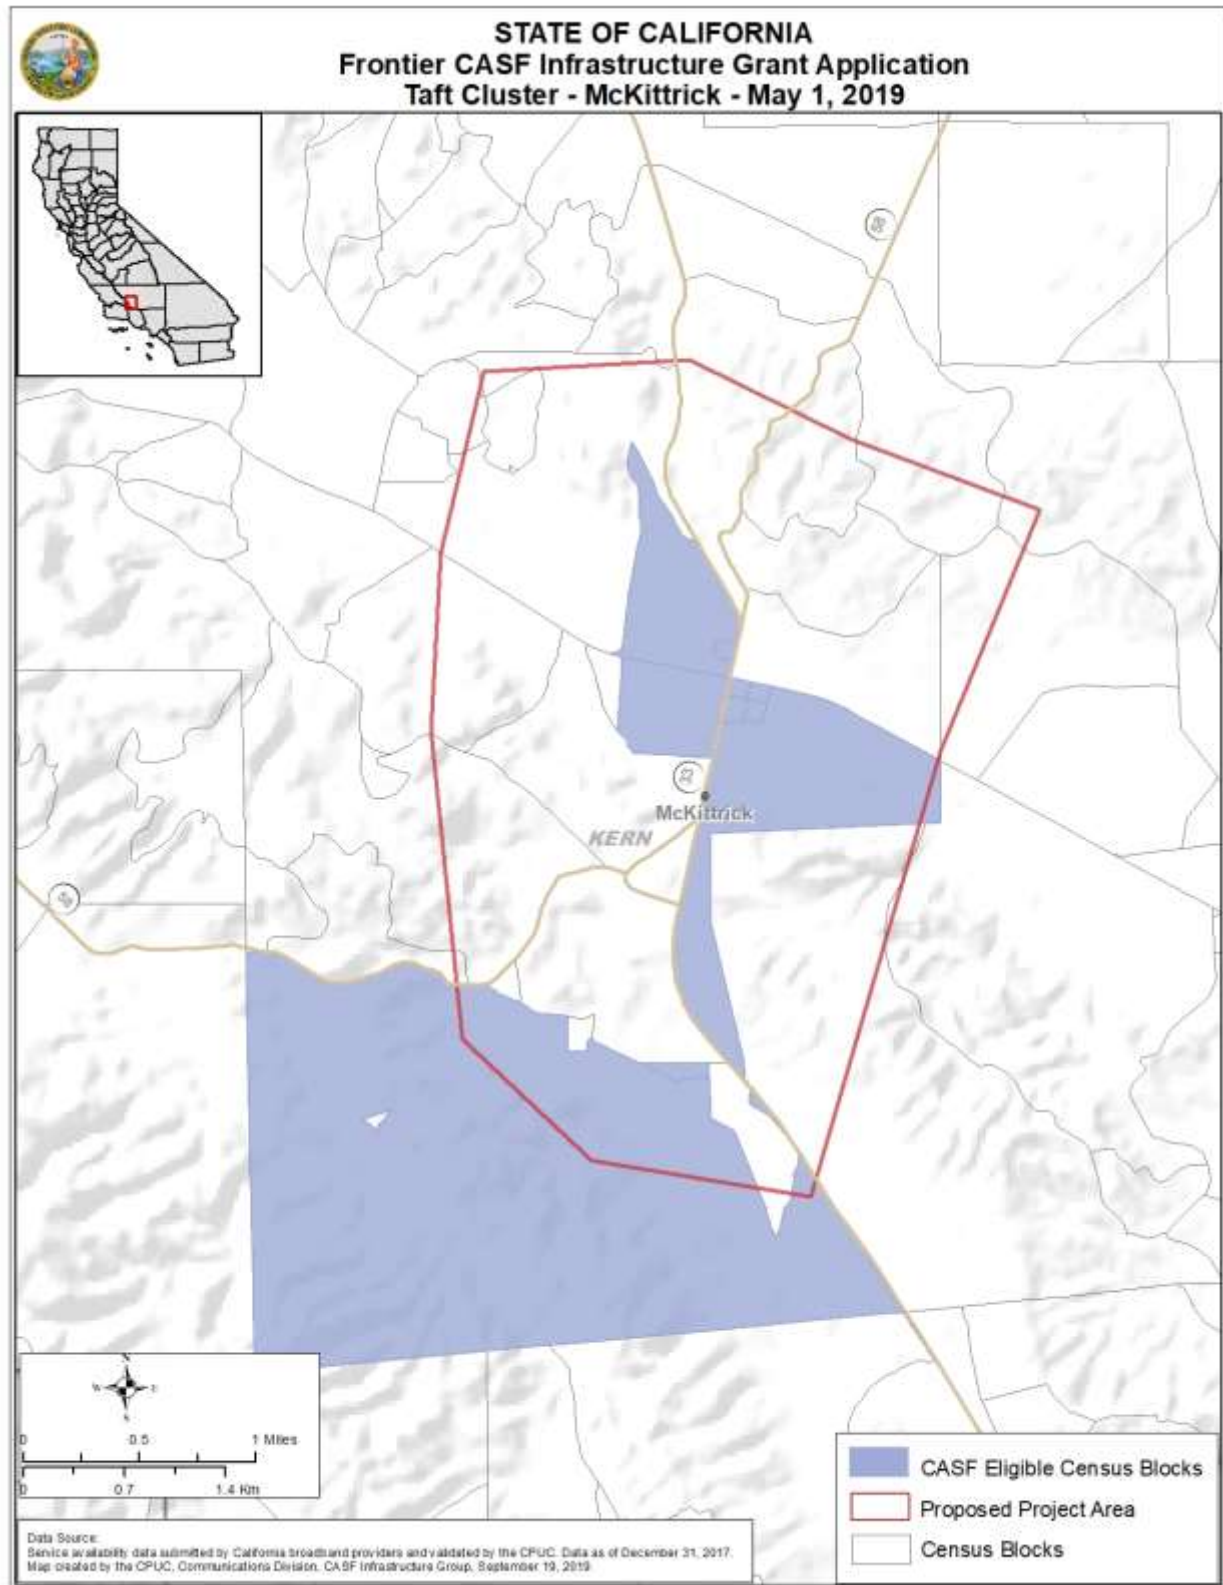 STATE OF CALIFORNIA
Frontier CASF Infrastructure Grant Application
Taft Cluster - McKittrick - May 1, 2019
McKittrick
KERN
N
W E
S
0 0.5 1 Miles
0 0.7 1.4 Km
CASF Eligible Census Blocks
Proposed Project Area
Census Blocks
Data Source:
Service availability data submitted by California broadband providers and validated by the CPUC. Data as of December 31, 2017.
Map created by the CPUC, Communications Division, CASF Infrastructure Group, September 19, 2019